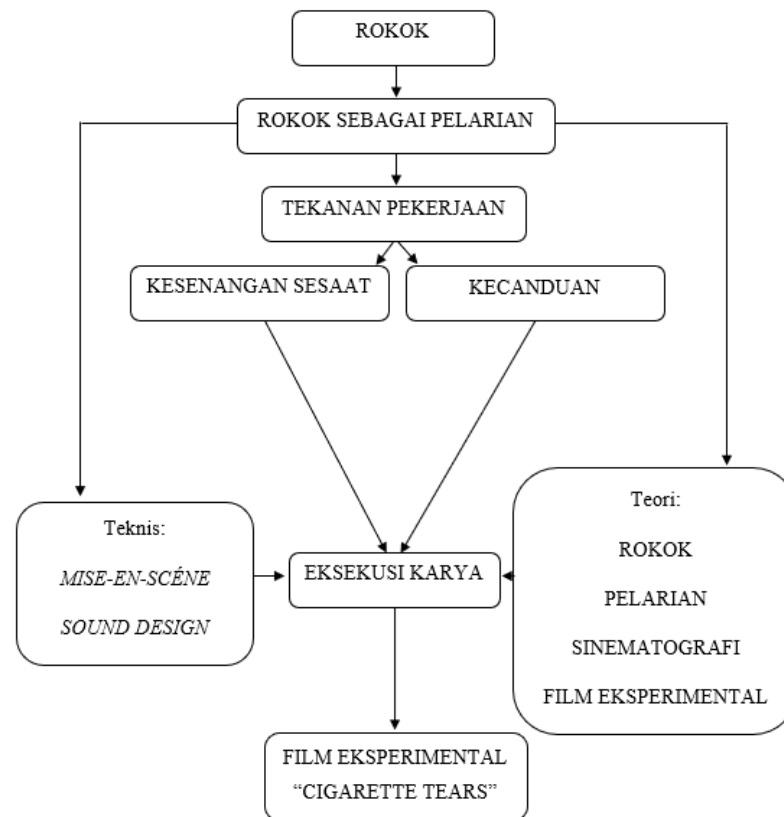 ROKOK
ROKOK SEBAGAI PELARIAN
TEKANAN PEKERJAAN
KESENANGAN SESAAT
KECANDUAN
Teknis:
MISE-EN-SCÉNE
SOUND DESIGN
EKSEKUSI KARYA
Teori:
ROKOK
PELARIAN
SINEMATOGRAFI
FILM EKSPERIMENTAL
FILM EKSPERIMENTAL
“CIGARETTE TEARS”